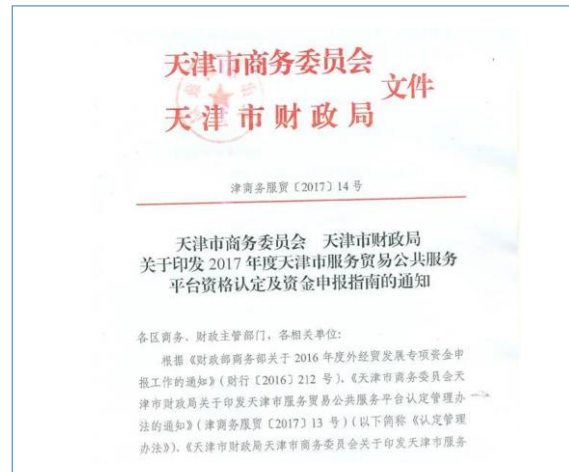 天津市商务委员会
天津市财政局
文件
津商务服贸〔2017〕14号
天津市商务委员会 天津市财政局
关于印发2017年度天津市服务贸易公共服务
平台资格认定及资金申报指南的通知
各区商务、财政主管部门，各相关单位：
根据《财政部商务部关于2016年度外经贸发展专项资金申
报工作的通知》（财行〔2016〕212号）、《天津市商务委员会天
津市财政局关于印发天津市服务贸易公共服务平台认定管理办
法的通知》（津商务服贸〔2017〕13号）（以下简称《认定管理
办法》）、《天津市财政局天津市商务委员会关于印发天津市服务